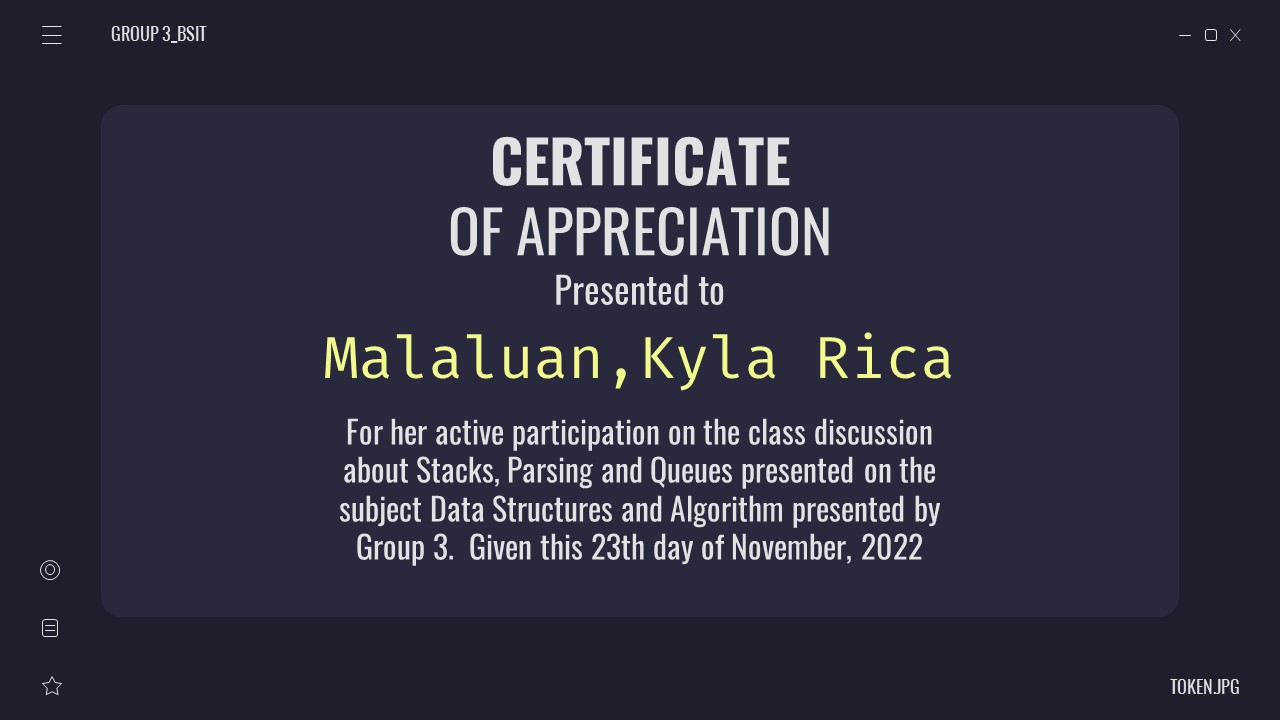 GROUP 3_BSIT
CERTIFICATE
OF APPRECIATION
Presented to
Malaluan,Kyla Rica
For her active participation on the class discussion
about Stacks, Parsing and Queues presented on the
subject Data Structures and Algorithm presented by
Group 3. Given this 23th day of November, 2022
TOKEN.JPG